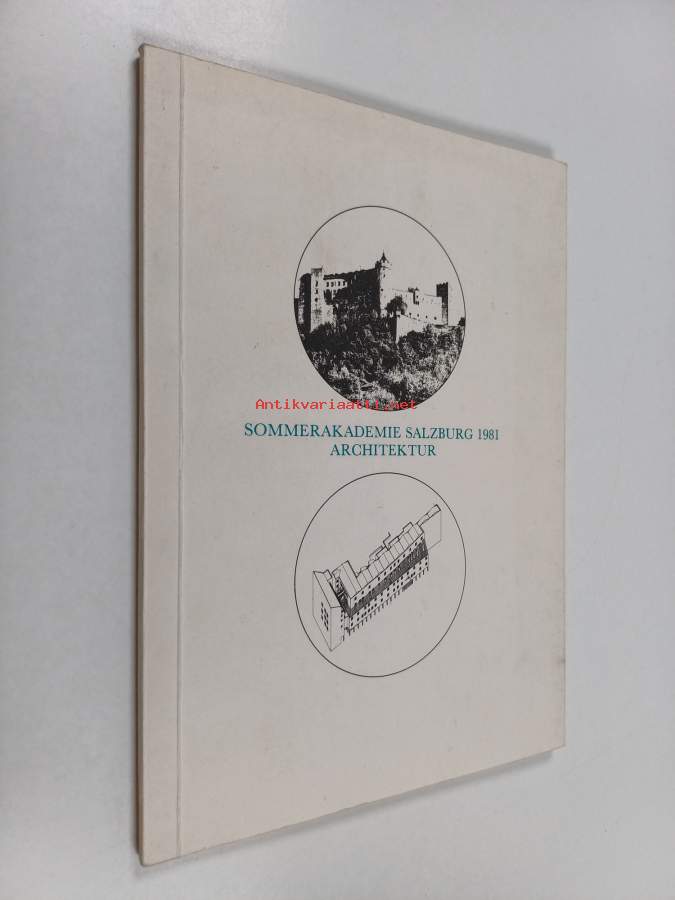 Antikvariaatti.net
SOMMERAKADEMIE SALZBURG 1981
ARCHITEKTUR